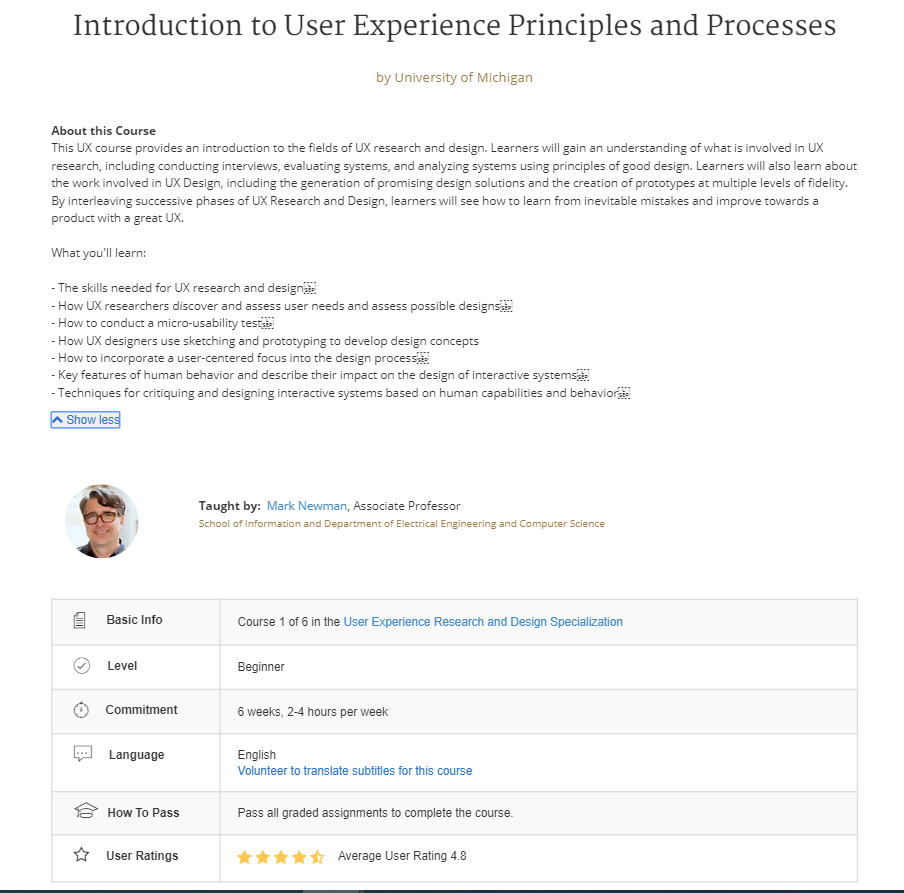 Introduction to User Experience Principles and Processes
by University of Michigan
About this Course
This UX course provides an introduction to the fields of UX research and design. Learners will gain an understanding of what is involved in UX
research, including conducting interviews, evaluating systems, and analyzing systems using principles of good design. Learners will also learn about
the work involved in UX Design, including the generation of promising design solutions and the creation of prototypes at multiple levels of fidelity.
By interleaving successive phases of UX Research and Design, learners will see how to learn from inevitable mistakes and improve towards a
product with a great UX.
What you'll learn:
- The skills needed for UX research and design
- How UX researchers discover and assess user needs and assess possible designs
- How to conduct a micro-usability test
- How UX designers use sketching and prototyping to develop design concepts
- How to incorporate a user-centered focus into the design process
- Key features of human behavior and describe their impact on the design of interactive systems
- Techniques for critiquing and designing interactive systems based on human capabilities and behavior
Show less
Taught by: Mark Newman, Associate Professor
School of Information and Department of Electrical Engineering and Computer Science
Basic Info Course 1 of 6 in the User Experience Research and Design Specialization
Level Beginner
Commitment 6 weeks, 2-4 hours per week
Language English
Volunteer to translate subtitles for this course
How To Pass Pass all graded assignments to complete the course.
User Ratings Average User Rating 4.8